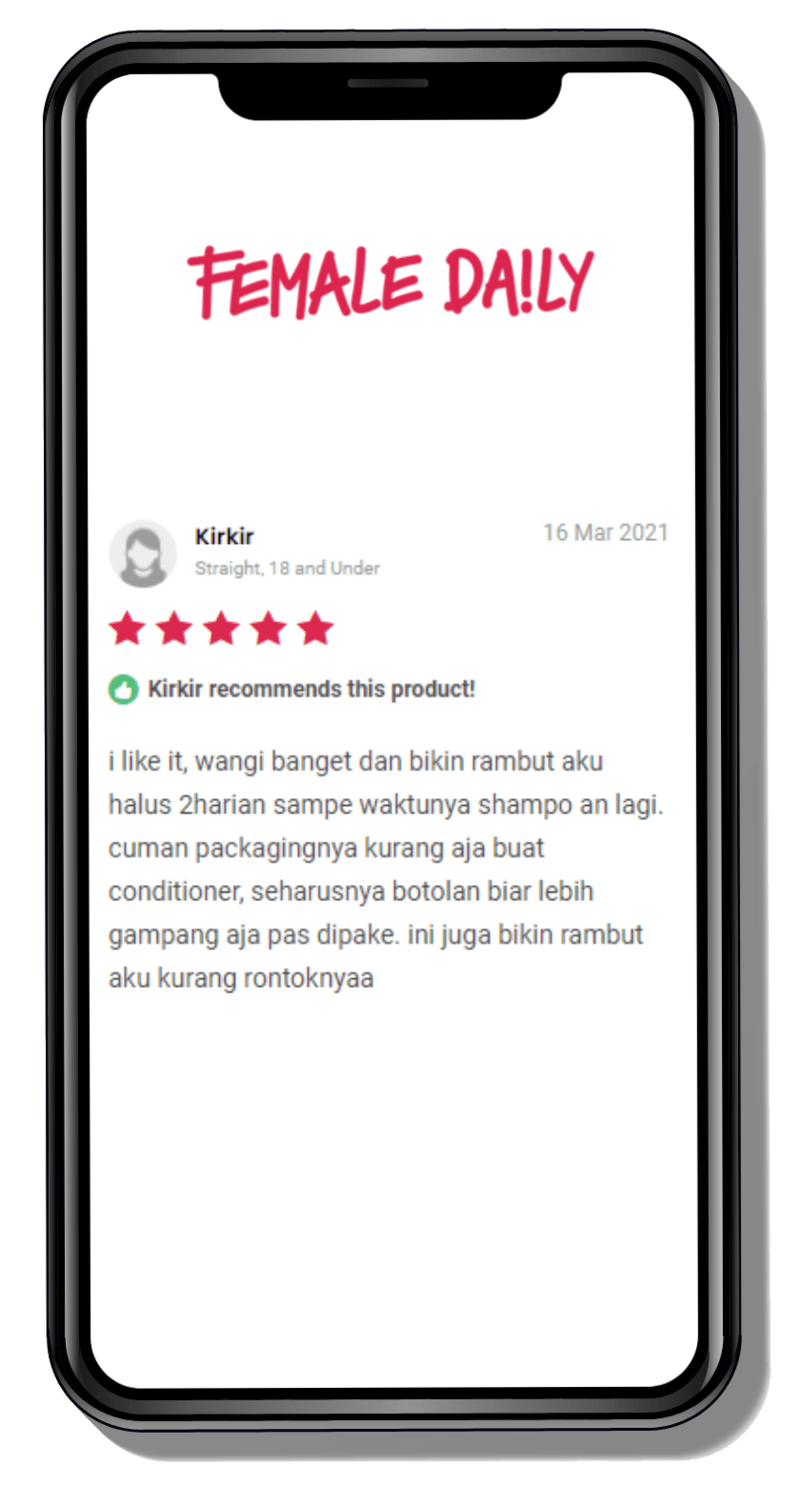 FEMALE DA!LY
Kirkir
16 Mar 2021
Straight, 18 and Under
Kirkir recommends this product!
i like it, wangi banget dan bikin rambut aku
halus 2harian sampe waktunya shampo an lagi.
cuman packagingnya kurang aja buat
conditioner, seharusnya botolan biar lebih
gampang aja pas dipake. ini juga bikin rambut
aku kurang rontoknyaa